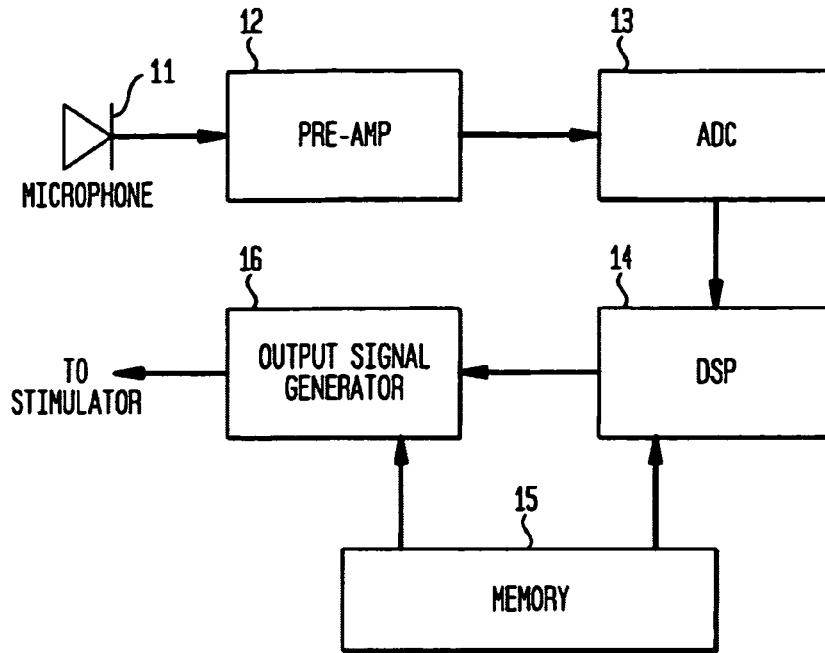 12
13
11
PRE-AMP
ADC
MICROPHONE
16
14
TO
STIMULATOR
OUTPUT SIGNAL
GENERATOR
DSP
15
MEMORY